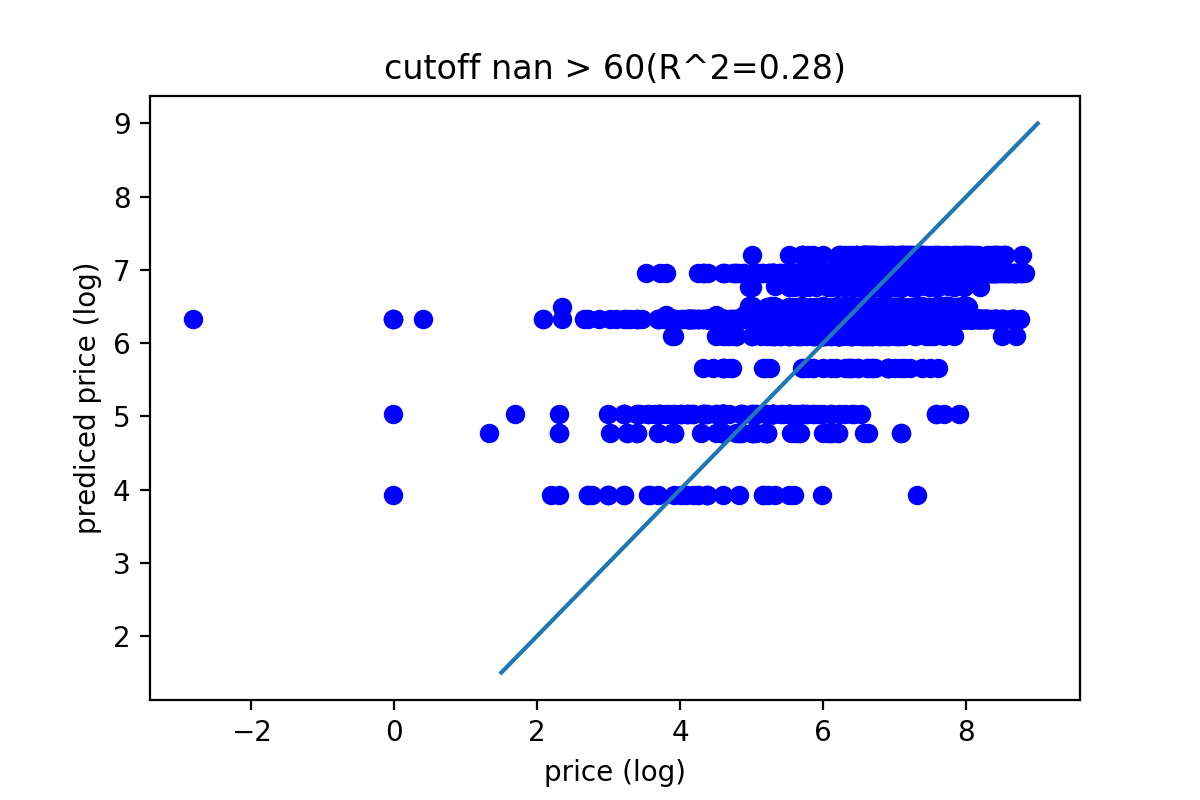 cutoff nan > 60(R^2=0.28)
9
8
7
6
5
4
3
2
prediced price (log)
−2 0 2 4 6 8
price (log)